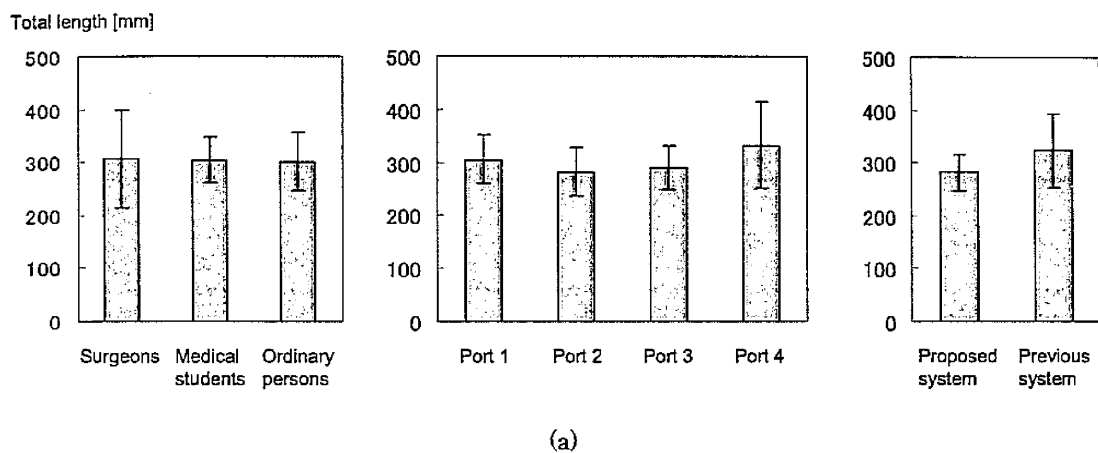 Total length [mm]
500 500 500
400 400 400
300 300 300
200 200 200
100 100 100
0 0 0
Surgeons Medical students Ordinary persons Port 1 Port 2 Port 3 Port 4 Proposed system Previous system
(a)